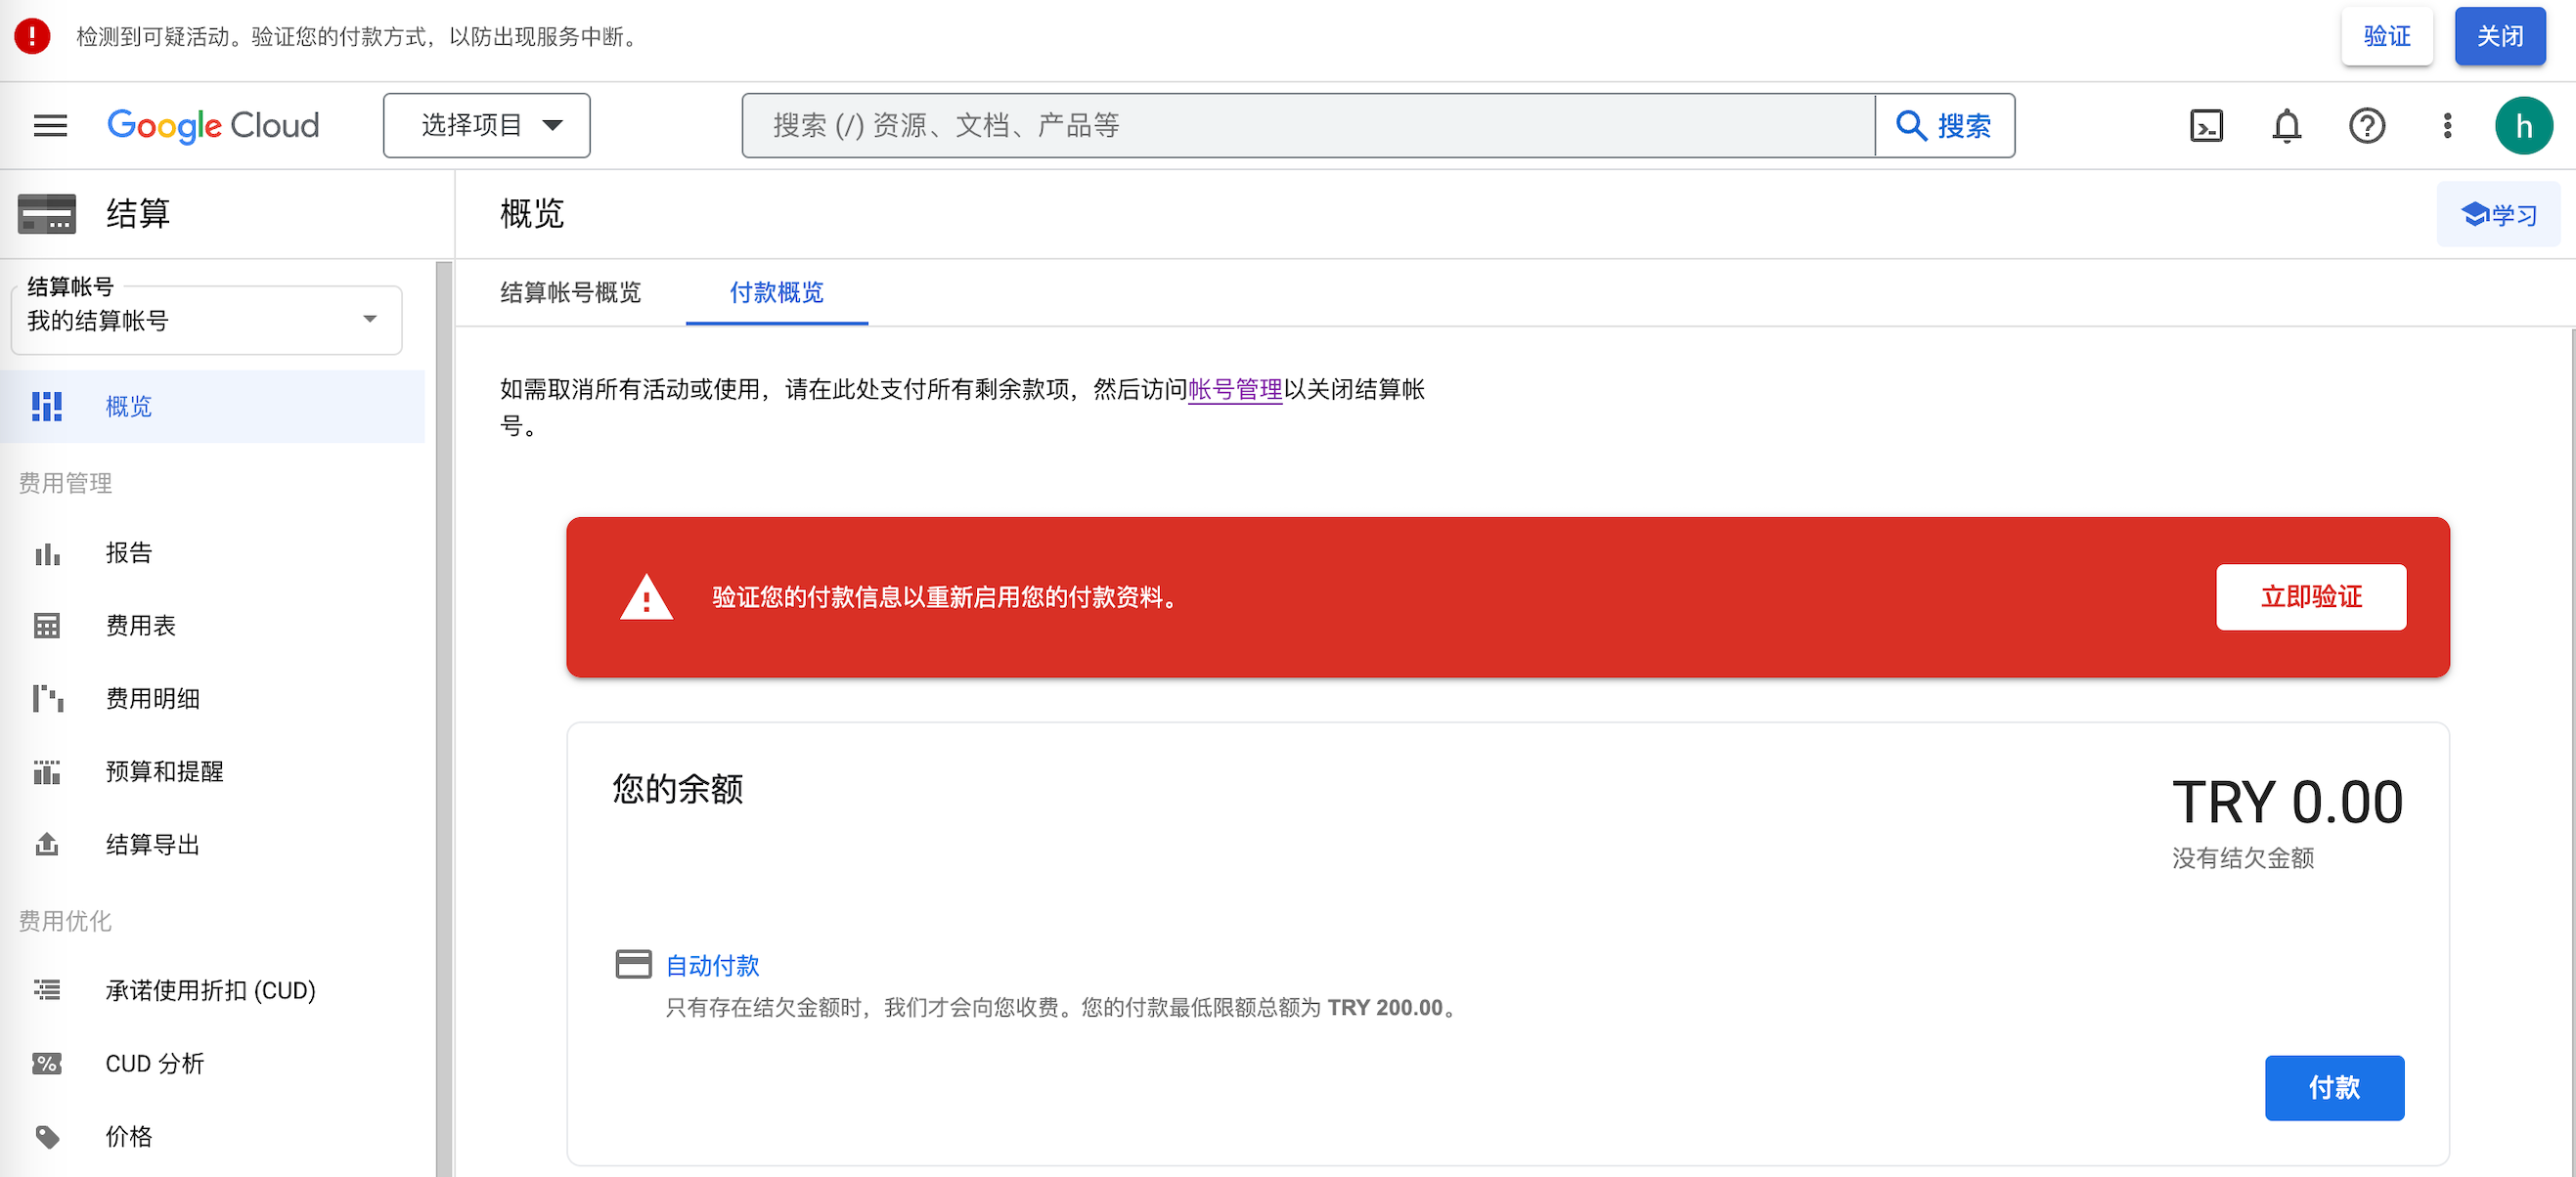 检测到可疑活动。验证您的付款方式，以防出现服务中断。
验证
关闭
Google Cloud
选择项目
搜索 (/) 资源、文档、产品等
搜索
h
结算
概览
学习
结算帐号
我的结算帐号
结算帐号概览
付款概览
概览
如需取消所有活动或使用，请在此处支付所有剩余款项，然后访问帐号管理以关闭结算帐
号。
费用管理
报告
费用表
费用明细
预算和提醒
结算导出
费用优化
承诺使用折扣 (CUD)
CUD 分析
价格
验证您的付款信息以重新启用您的付款资料。
立即验证
您的余额
TRY 0.00
没有结欠金额
自动付款
只有存在结欠金额时，我们才会向您收费。您的付款最低限额总额为 TRY 200.00。
付款